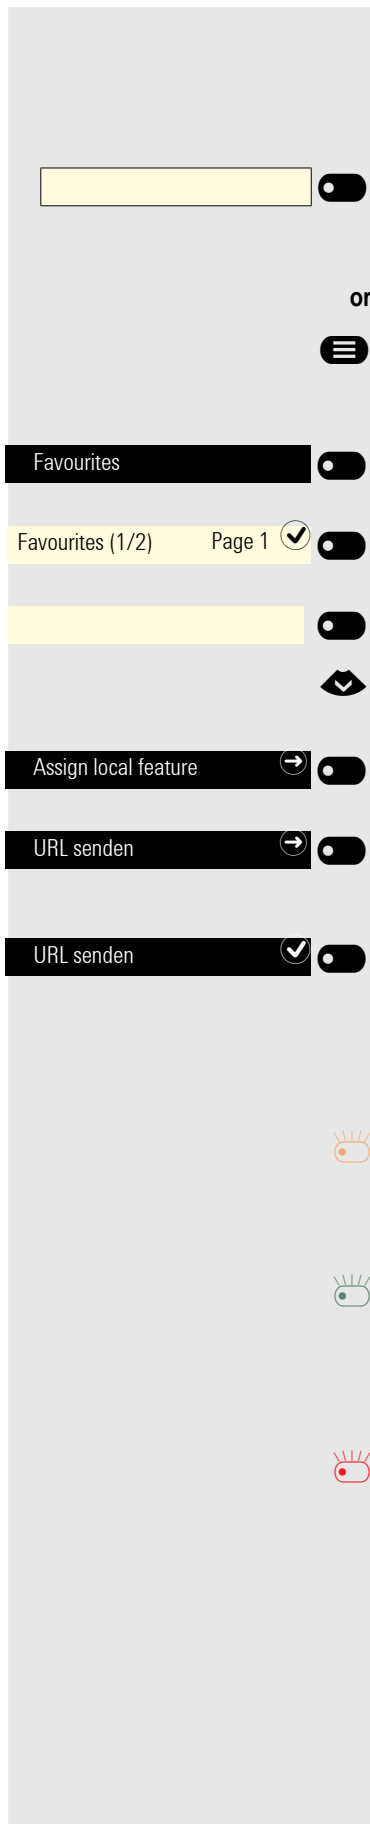 or
Favourites
Favourites (1/2) Page 1
Assign local feature
URL senden
URL senden